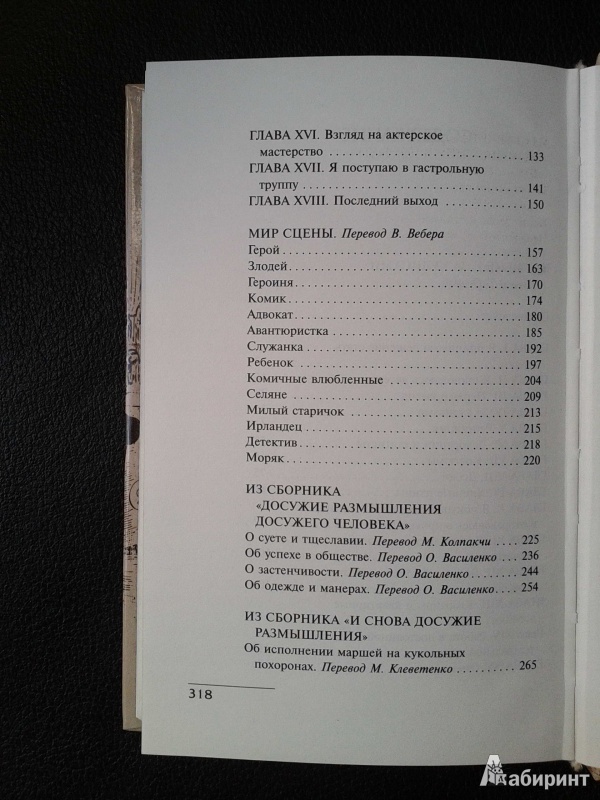 ГЛАВА XVI. Взгляд на актерское
мастерство . . . . . . . . . . . . . . . . . . . . . . . . . . 133
ГЛАВА XVII. Я поступаю в гастрольную
труппу . . . . . . . . . . . . . . . . . . . . . . . . . . . . . 141
ГЛАВА XVIII. Последний выход . . . . . . . . . . 150
МИР СЦЕНЫ. Перевод В. Вебера
Герой . . . . . . . . . . . . . . . . . . . . . . . . . . . . . . 157
Злодей . . . . . . . . . . . . . . . . . . . . . . . . . . . . . 163
Героиня . . . . . . . . . . . . . . . . . . . . . . . . . . . . 170
Комик . . . . . . . . . . . . . . . . . . . . . . . . . . . . . 174
Адвокат . . . . . . . . . . . . . . . . . . . . . . . . . . . . 180
Авантюристка . . . . . . . . . . . . . . . . . . . . . . . 185
Служанка . . . . . . . . . . . . . . . . . . . . . . . . . . . 192
Ребенок . . . . . . . . . . . . . . . . . . . . . . . . . . . . 197
Комичные влюбленные . . . . . . . . . . . . . . . . 204
Селяне . . . . . . . . . . . . . . . . . . . . . . . . . . . . . 209
Милый старичок . . . . . . . . . . . . . . . . . . . . . 213
Ирландец . . . . . . . . . . . . . . . . . . . . . . . . . . . 215
Детектив . . . . . . . . . . . . . . . . . . . . . . . . . . . 218
Моряк . . . . . . . . . . . . . . . . . . . . . . . . . . . . . 220
ИЗ СБОРНИКА
«ДОСУЖИЕ РАЗМЫШЛЕНИЯ
ДОСУЖЕГО ЧЕЛОВЕКА»
О суете и тщеславии. Перевод М. Колпакчи . . . . 225
Об успехе в обществе. Перевод О. Василенко . . . . 236
О застенчивости. Перевод О. Василенко . . . . . . . 244
Об одежде и манерах. Перевод О. Василенко . . . . 254
ИЗ СБОРНИКА «И СНОВА ДОСУЖИЕ
РАЗМЫШЛЕНИЯ»
Об исполнении маршей на кукольных
похоронах. Перевод М. Клеветенко . . . . . . . . 265
318
Лабиринт